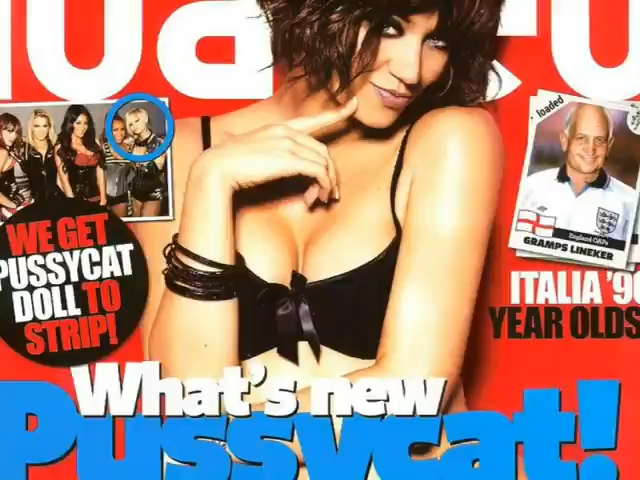 loaded
England OAPs
GRAMPS LINEKER
WE GET
PUSSYCAT
DOLL TO
STRIP!
ITALIA '90
YEAR OLDS
What's new
Pussycat!